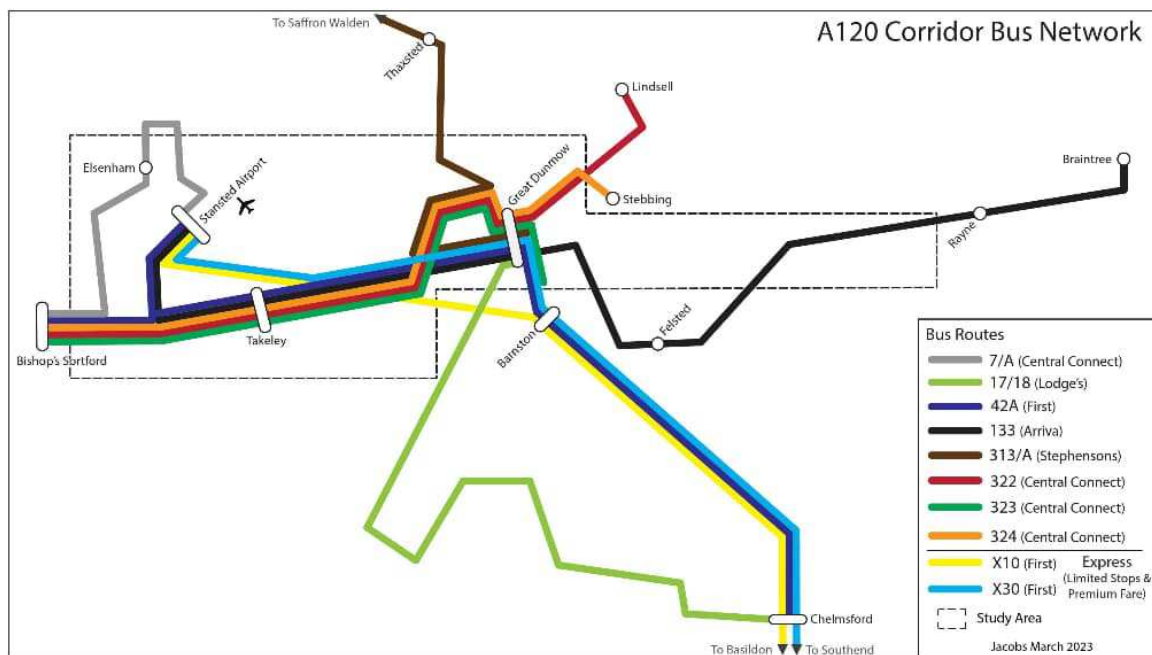 To Saffron Walden
A120 Corridor Bus Network
Thaxsted
Lindsell
Elsenham
Stansted Airport
Great Dunmow
Braintree
Stebbing
Rayne
Bishop's Sortford
Takeley
Barnston
Felsted
Bus Routes
7/A (Central Connect)
17/18 (Lodge's)
42A (First)
133 (Arriva)
313/A (Stephensons)
322 (Central Connect)
323 (Central Connect)
324 (Central Connect)
X10 (First) Express
(Limited Stops &
X30 (First) Premium Fare)
Study Area
Chelmsford
To Basildon
To Southend
Jacobs March 2023